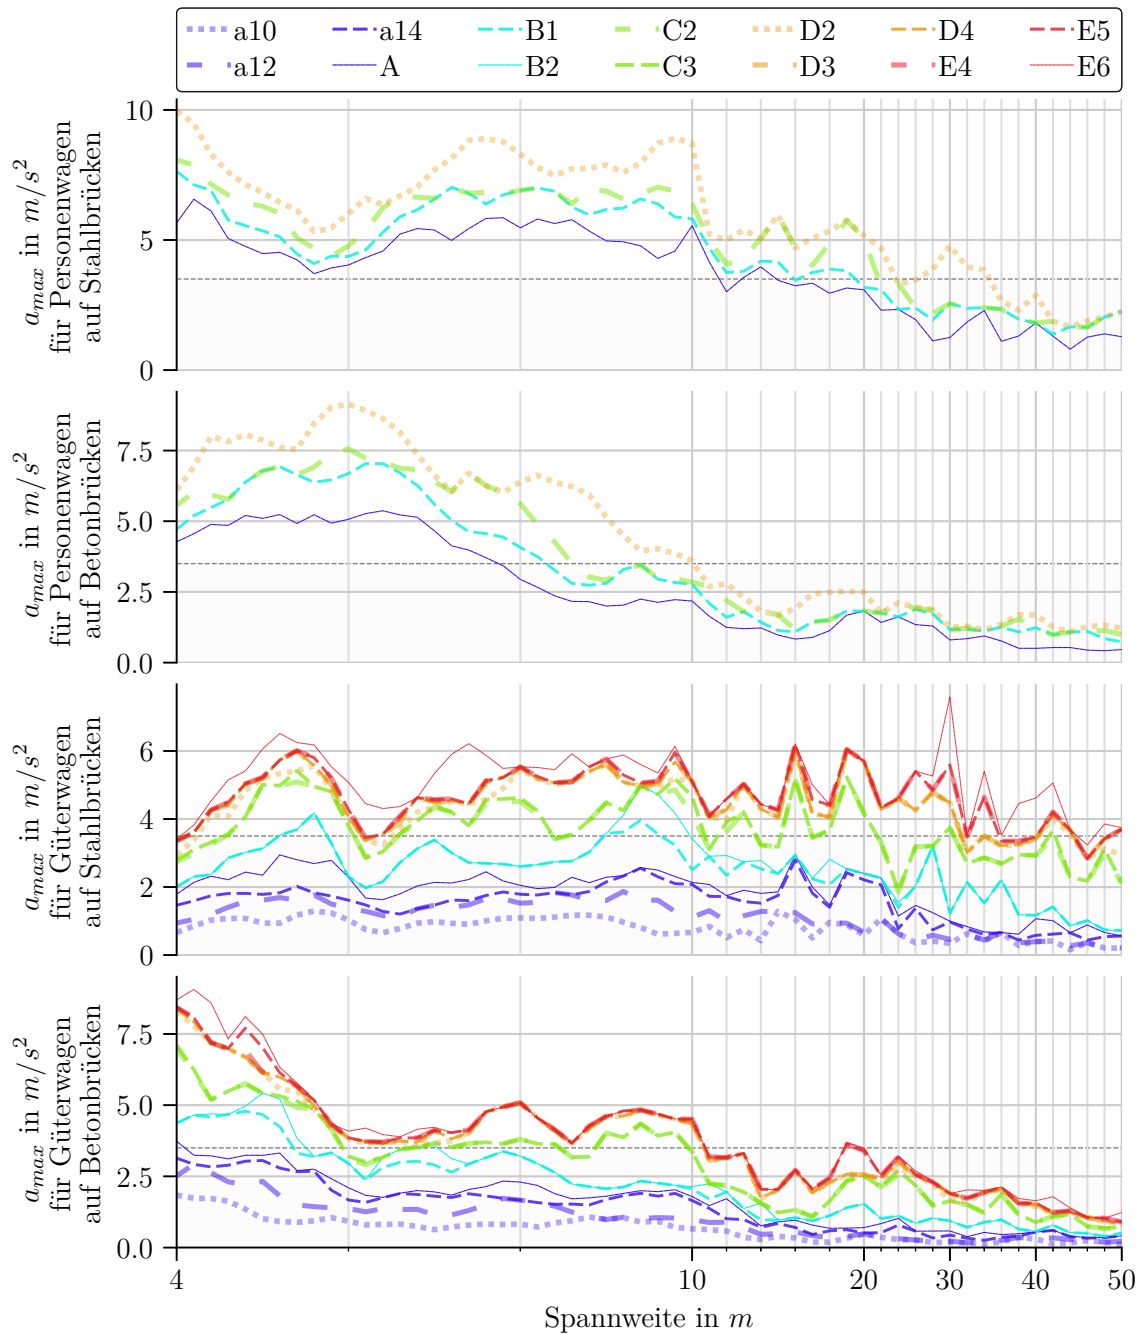 a10 a14 B1 C2 D2 D4 E5
a12 A B2 C3 D3 E4 E6
a_max in m/s²
für Personenwagen
auf Stahlbrücken
10
5
0
a_max in m/s²
für Personenwagen
auf Betonbrücken
7.5
5.0
2.5
0.0
a_max in m/s²
für Güterwagen
auf Stahlbrücken
6
4
2
0
a_max in m/s²
für Güterwagen
auf Betonbrücken
7.5
5.0
2.5
0.0
4 10 20 30 40 50
Spannweite in m